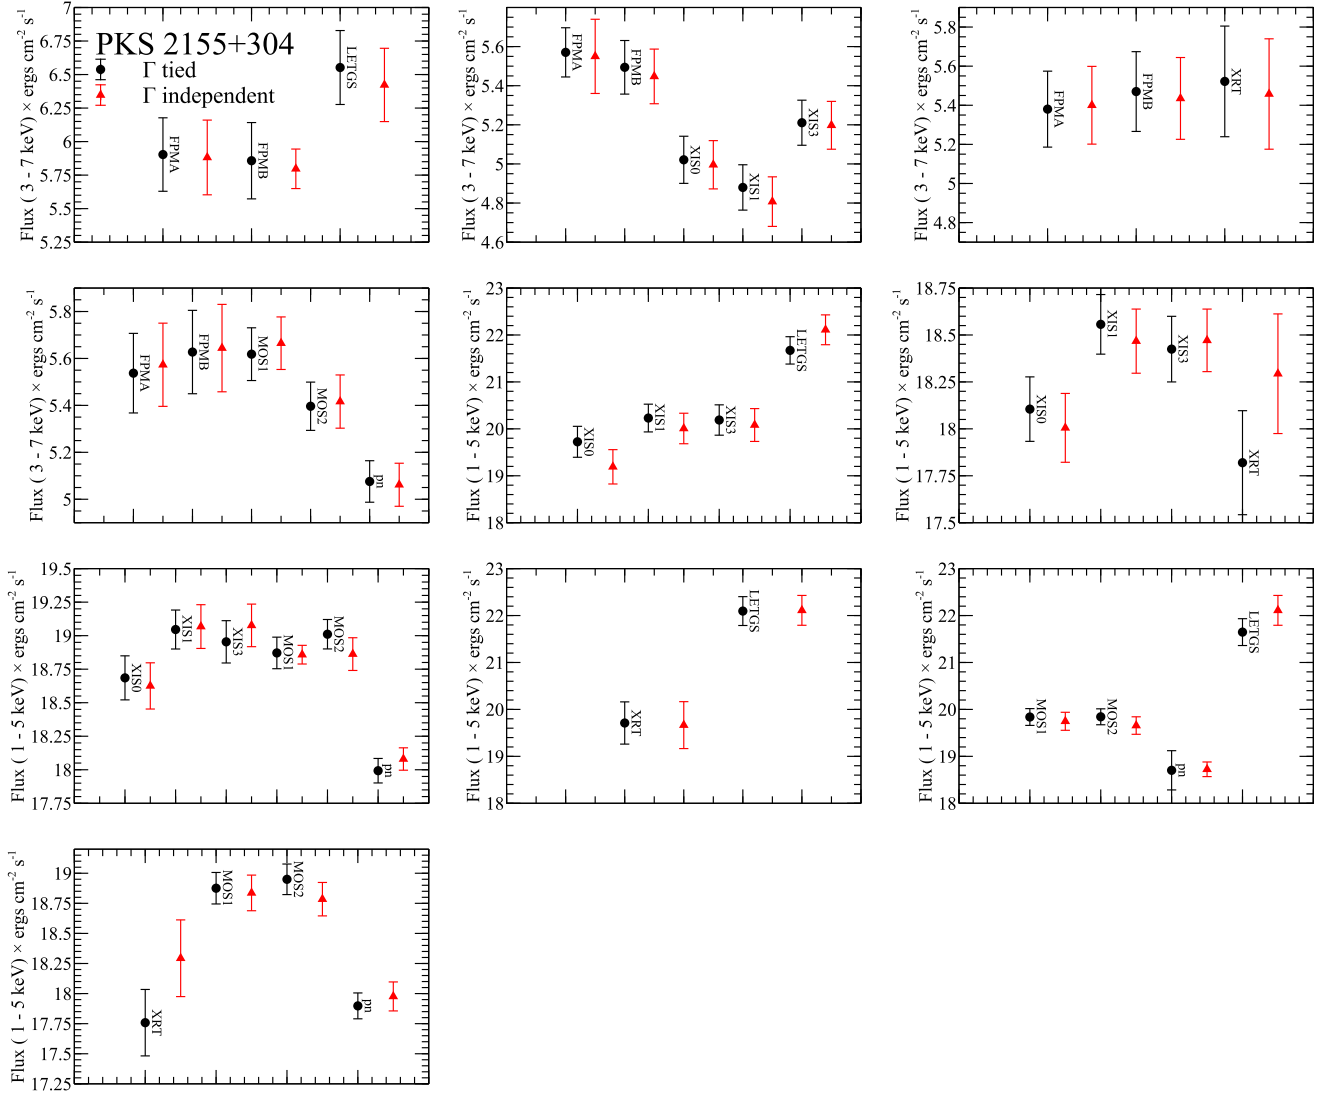 PKS 2155+304
Γ tied
Γ independent
Flux ( 3 - 7 keV) × ergs cm-2 s-1
7
6.75
6.5
6.25
6
5.75
5.5
5.25
FPMA
FPMB
LETGS
Flux ( 3 - 7 keV) × ergs cm-2 s-1
5.6
5.4
5.2
5
4.8
4.6
FPMA
FPMB
XIS0
XIS1
XIS3
Flux ( 3 - 7 keV) × ergs cm-2 s-1
5.8
5.6
5.4
5.2
5
4.8
FPMA
FPMB
XRT
Flux ( 3 - 7 keV) × ergs cm-2 s-1
5.8
5.6
5.4
5.2
5
FPMA
FPMB
MOS1
MOS2
pn
Flux ( 1 - 5 keV) × ergs cm-2 s-1
23
22
21
20
19
18
XIS0
XIS1
XIS3
LETGS
Flux ( 1 - 5 keV) × ergs cm-2 s-1
18.75
18.5
18.25
18
17.75
17.5
XIS0
XIS1
XIS3
XRT
Flux ( 1 - 5 keV) × ergs cm-2 s-1
19.5
19.25
19
18.75
18.5
18.25
18
17.75
XIS0
XIS1
XIS3
MOS1
MOS2
pn
Flux ( 1 - 5 keV) × ergs cm-2 s-1
23
22
21
20
19
18
XRT
LETGS
Flux ( 1 - 5 keV) × ergs cm-2 s-1
23
22
21
20
19
18
MOS1
MOS2
pn
LETGS
Flux ( 1 - 5 keV) × ergs cm-2 s-1
19
18.75
18.5
18.25
18
17.75
17.5
17.25
XRT
MOS1
MOS2
pn